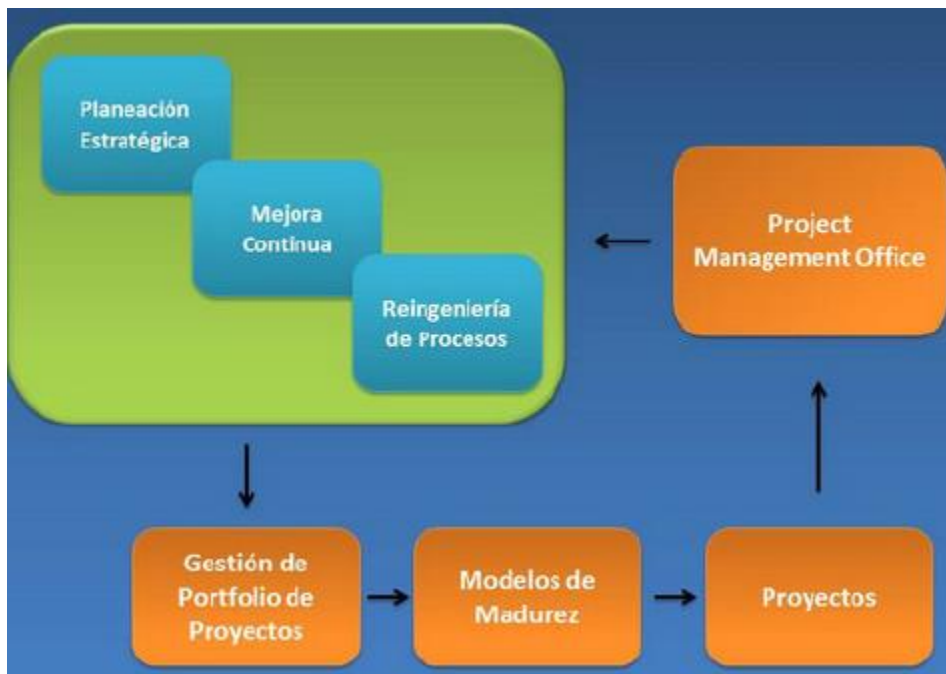 Planeación
Estratégica
Mejora
Continua
Reingeniería
de Procesos
Project
Management Office
Gestión de
Portfolio de
Proyectos
Modelos de
Madurez
Proyectos